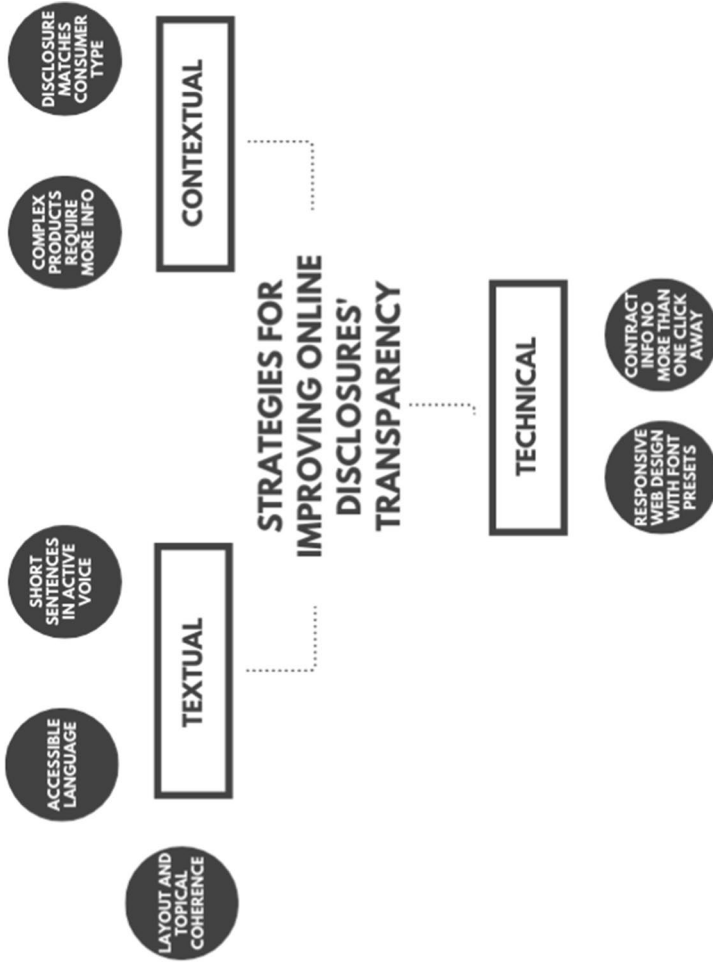 LAYOUT AND
TOPICAL
COHERENCE
ACCESSIBLE
LANGUAGE
SHORT
SENTENCES
IN ACTIVE
VOICE
TEXTUAL
COMPLEX
PRODUCTS
REQUIRE
MORE INFO
DISCLOSURE
MATCHES
CONSUMER
TYPE
CONTEXTUAL
STRATEGIES FOR
IMPROVING ONLINE
DISCLOSURES'
TRANSPARENCY
TECHNICAL
RESPONSIVE
WEB DESIGN
WITH FONT
PRESETS
CONTRACT
INFO NO
MORE THAN
ONE CLICK
AWAY